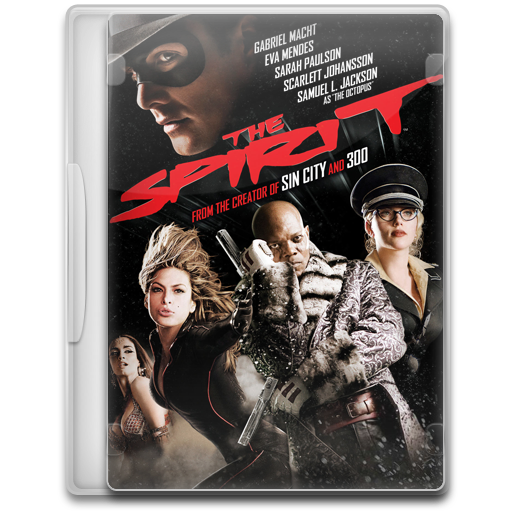 GABRIEL MACHT
EVA MENDES
SARAH PAULSON
SCARLETT JOHANSSON
SAMUEL L. JACKSON
AS 'THE OCTOPUS'
THE
SPIRIT
FROM THE CREATOR OF SIN CITY AND 300